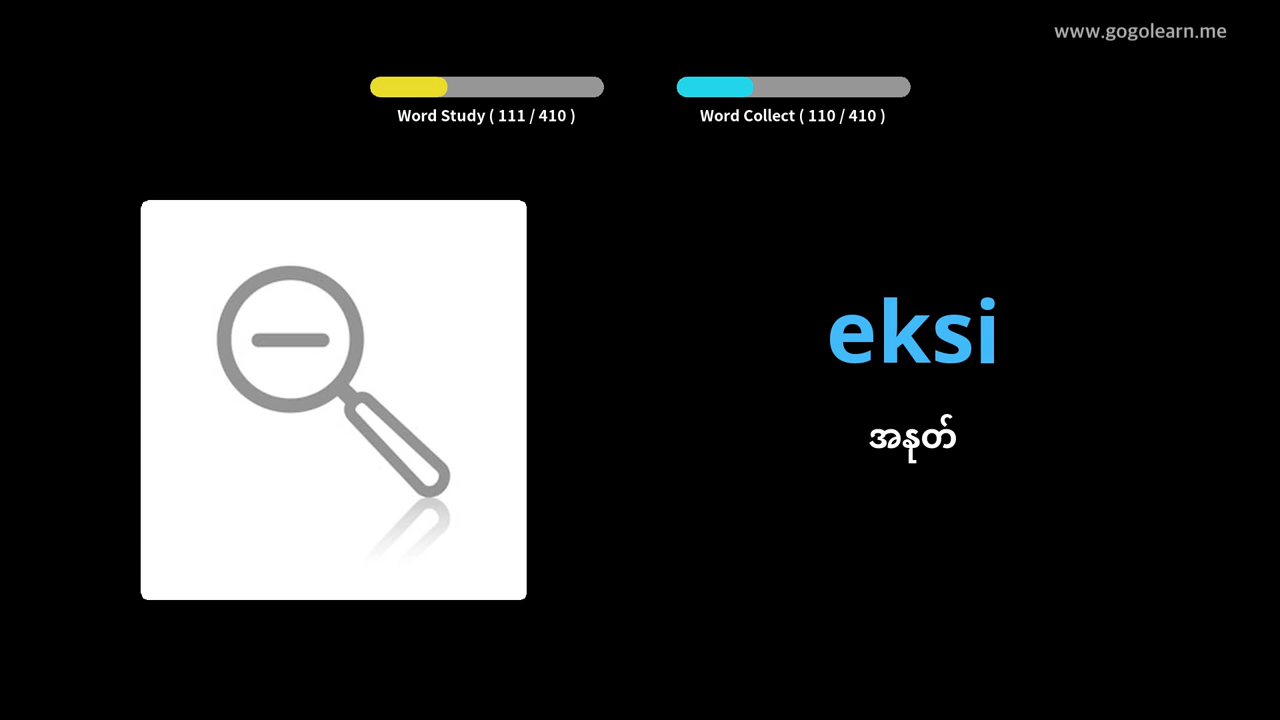 www.gogolearn.me
Word Study ( 111 / 410 )
Word Collect ( 110 / 410 )
eksi
အနုတ်